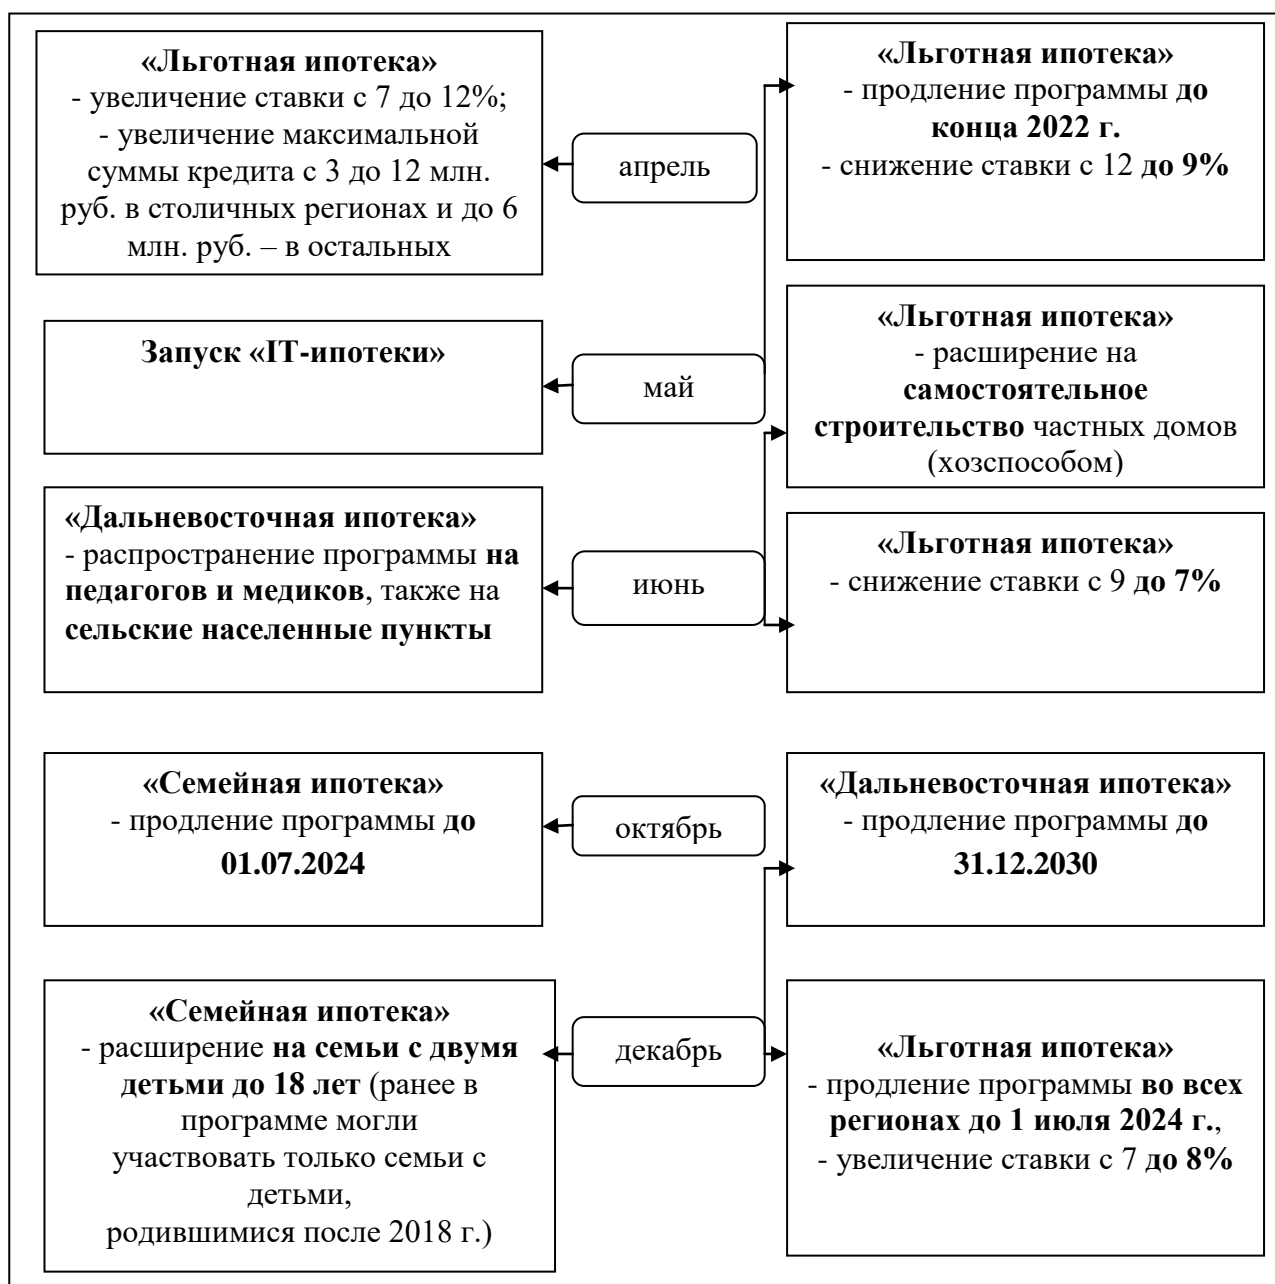 «Льготная ипотека»
- увеличение ставки с 7 до 12%;
- увеличение максимальной
суммы кредита с 3 до 12 млн.
руб. в столичных регионах и до 6
млн. руб. – в остальных
апрель
«Льготная ипотека»
- продление программы до
конца 2022 г.
- снижение ставки с 12 до 9%
Запуск «IT-ипотеки»
май
«Льготная ипотека»
- расширение на
самостоятельное
строительство частных домов
(хозспособом)
«Дальневосточная ипотека»
- распространение программы на
педагогов и медиков, также на
сельские населенные пункты
июнь
«Льготная ипотека»
- снижение ставки с 9 до 7%
«Семейная ипотека»
- продление программы до
01.07.2024
октябрь
«Дальневосточная ипотека»
- продление программы до
31.12.2030
«Семейная ипотека»
- расширение на семьи с двумя
детьми до 18 лет (ранее в
программе могли
участвовать только семьи с
детьми,
родившимися после 2018 г.)
декабрь
«Льготная ипотека»
- продление программы во всех
регионах до 1 июля 2024 г.,
- увеличение ставки с 7 до 8%